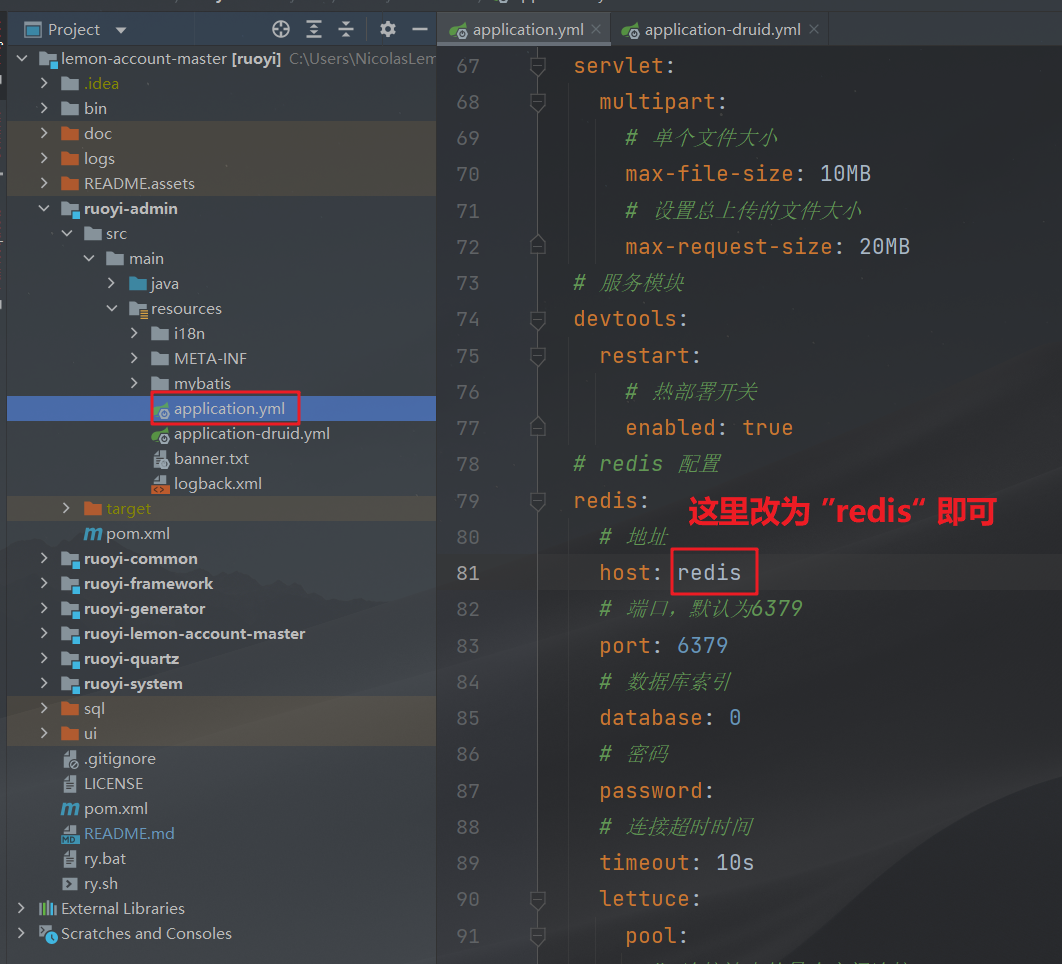 Project
lemon-account-master [ruoyi] C:\Users\NicolasLem
.idea
bin
doc
logs
README.assets
ruoyi-admin
src
main
java
resources
i18n
META-INF
mybatis
application.yml
application-druid.yml
banner.txt
logback.xml
target
pom.xml
ruoyi-common
ruoyi-framework
ruoyi-generator
ruoyi-lemon-account-master
ruoyi-quartz
ruoyi-system
sql
ui
.gitignore
LICENSE
pom.xml
README.md
ry.bat
ry.sh
External Libraries
Scratches and Consoles
application.yml application-druid.yml
67 servlet:
68 multipart:
69 # 单个文件大小
70 max-file-size: 10MB
71 # 设置总上传的文件大小
72 max-request-size: 20MB
73 # 服务模块
74 devtools:
75 restart:
76 # 热部署开关
77 enabled: true
78 # redis 配置
79 redis:
这里改为 ”redis“ 即可
80 # 地址
81 host: redis
82 # 端口，默认为6379
83 port: 6379
84 # 数据库索引
85 database: 0
86 # 密码
87 password:
88 # 连接超时时间
89 timeout: 10s
90 lettuce:
91 pool: